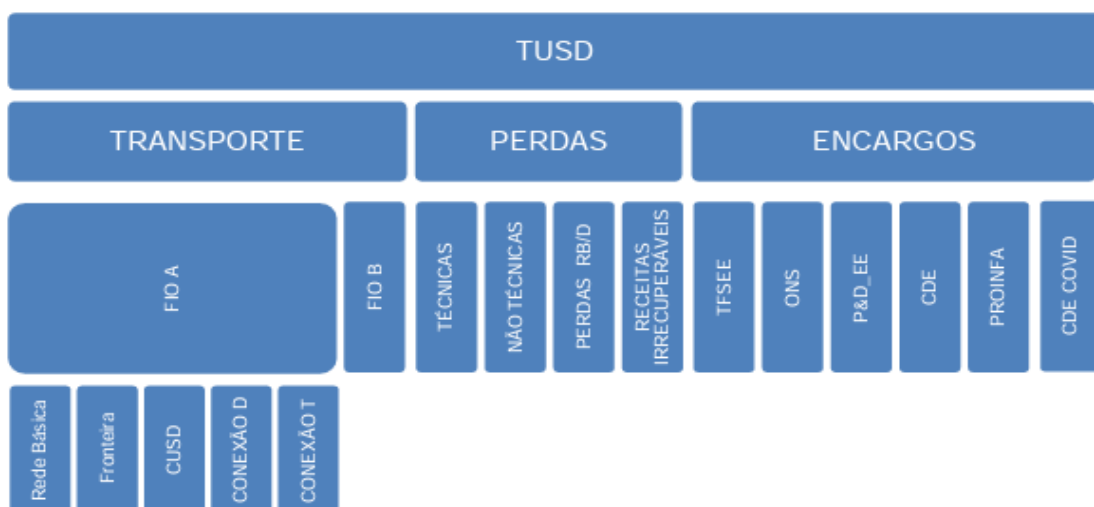 TUSD
TRANSPORTE
PERDAS
ENCARGOS
FIO A
FIO B
TÉCNICAS
NÃO TÉCNICAS
PERDAS RB/D
RECEITAS
IRRECUPERÁVEIS
TFSEE
ONS
P&D_EE
CDE
PROINFA
CDE COVID
Rede Básica
Fronteira
CUSD
CONEXÃO D
CONEXÃO T